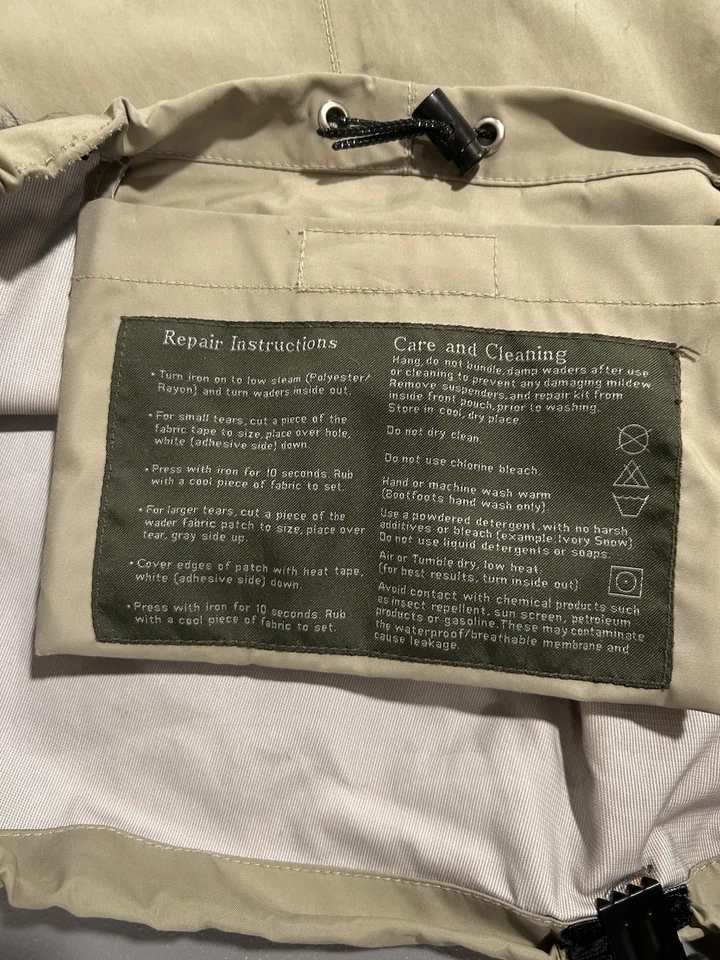 Repair Instructions
• Turn iron on to low steam (Polyester/
Rayon) and turn waders inside out.
• For small tears, cut a piece of the
fabric tape to size, place over hole,
white (adhesive side) down.
• Press with iron for 10 seconds. Rub
with a cool piece of fabric to set.
• For larger tears, cut a piece of the
wader fabric patch to size, place over
tear, gray side up.
• Cover edges of patch with heat tape,
white (adhesive side) down.
• Press with iron for 10 seconds. Rub
with a cool piece of fabric to set.
Care and Cleaning
Hang, do not bundle, damp waders after use
or cleaning to prevent any damaging mildew.
Remove suspenders, and repair kit from
inside front pouch, prior to washing.
Store in cool, dry place.
Do not dry clean.
Do not use chlorine bleach.
Hand or machine wash warm
(Bootfoots hand wash only)
Use a powdered detergent, with no harsh
additives or bleach (example: Ivory Snow).
Do not use liquid detergents or soaps.
Air or Tumble dry, low heat.
(for best results, turn inside out)
Avoid contact with chemical products such
as insect repellent, sun screen, petroleum
products or gasoline. These may contaminate
the waterproof/breathable membrane and
cause leakage.